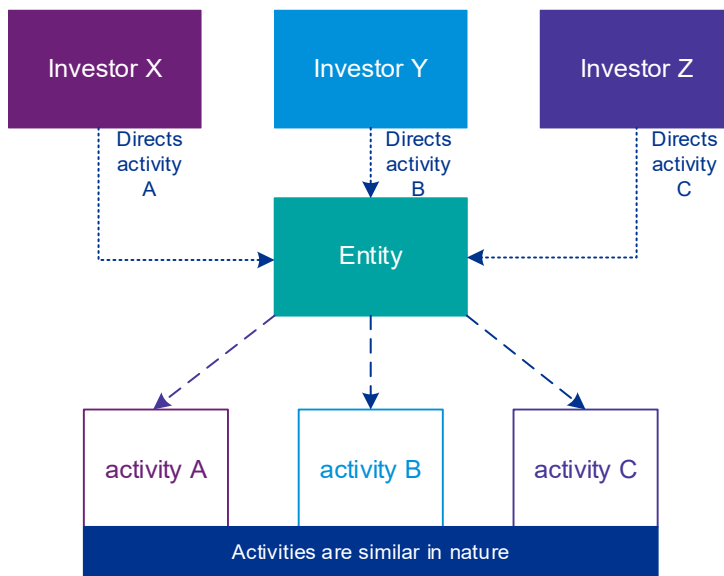 Investor X
Investor Y
Investor Z
Directs
activity
A
Directs
activity
B
Directs
activity
C
Entity
activity A
activity B
activity C
Activities are similar in nature